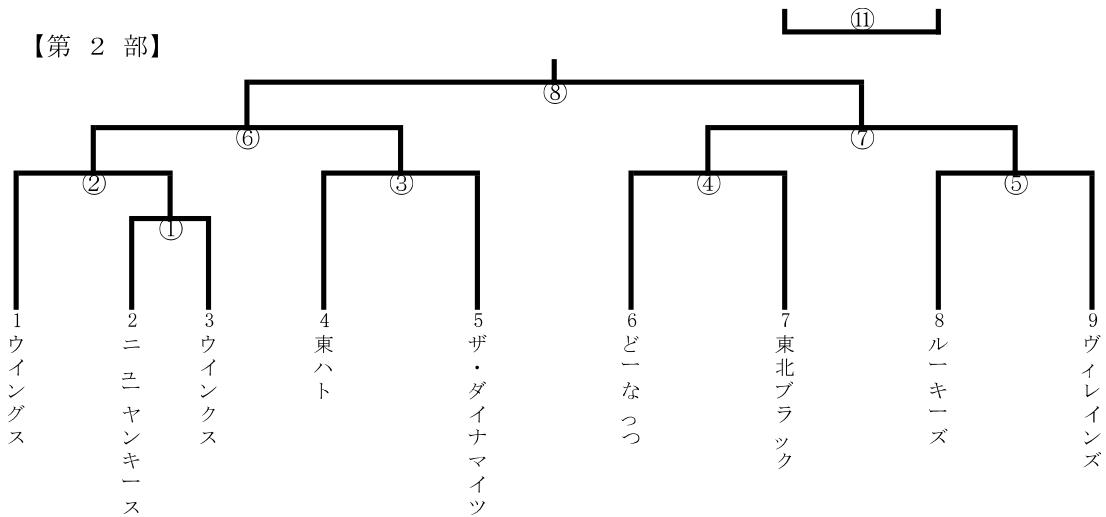 ⑪
【第 2 部】
⑧
⑥
⑦
②
③
④
⑤
①
1
ウイングス
2
ニューヤンキース
3
ウインクス
4
東ハト
5
ザ・ダイナマイツ
6
どーなっつ
7
東北ブラック
8
ルーキーズ
9
ヴィレインズ